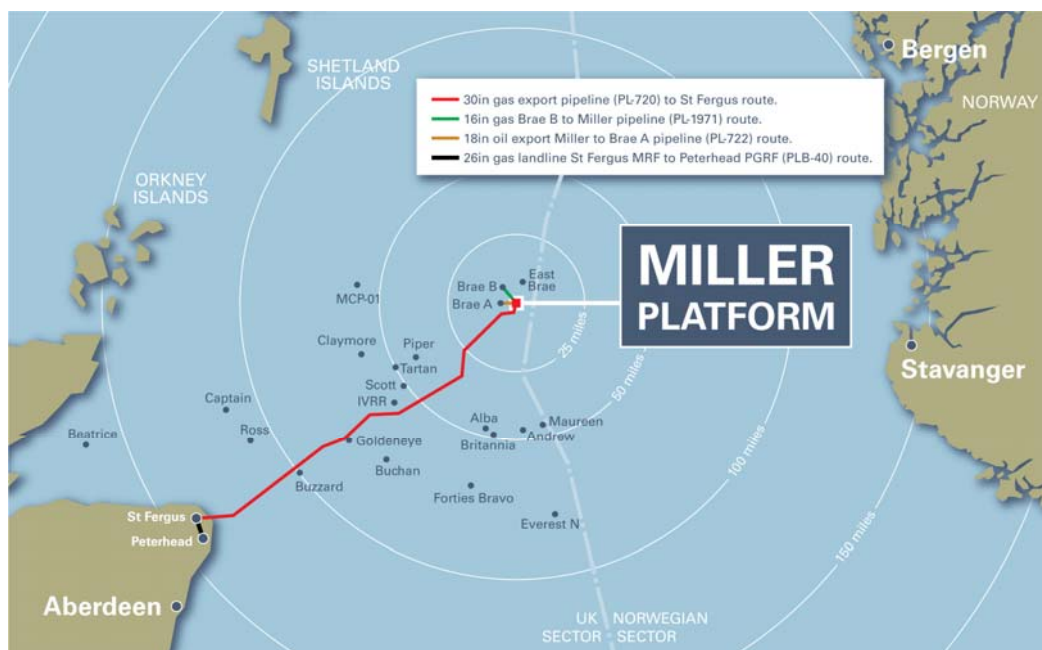 SHETLAND
ISLANDS
Bergen
NORWAY
30in gas export pipeline (PL-720) to St Fergus route.
16in gas Brae B to Miller pipeline (PL-1971) route.
18in oil export Miller to Brae A pipeline (PL-722) route.
26in gas landline St Fergus MRF to Peterhead PGRF (PLB-40) route.
ORKNEY
ISLANDS
MILLER
PLATFORM
East
Brae
Brae B
Brae A
MCP-01
25 miles
50 miles
100 miles
150 miles
Stavanger
Claymore
Piper
Tartan
Scott
IVRR
Captain
Ross
Beatrice
Goldeneye
Buchan
Buzzard
Alba
Britannia
Maureen
Andrew
Forties Bravo
Everest N
St Fergus
Peterhead
Aberdeen
UK
SECTOR
NORWEGIAN
SECTOR